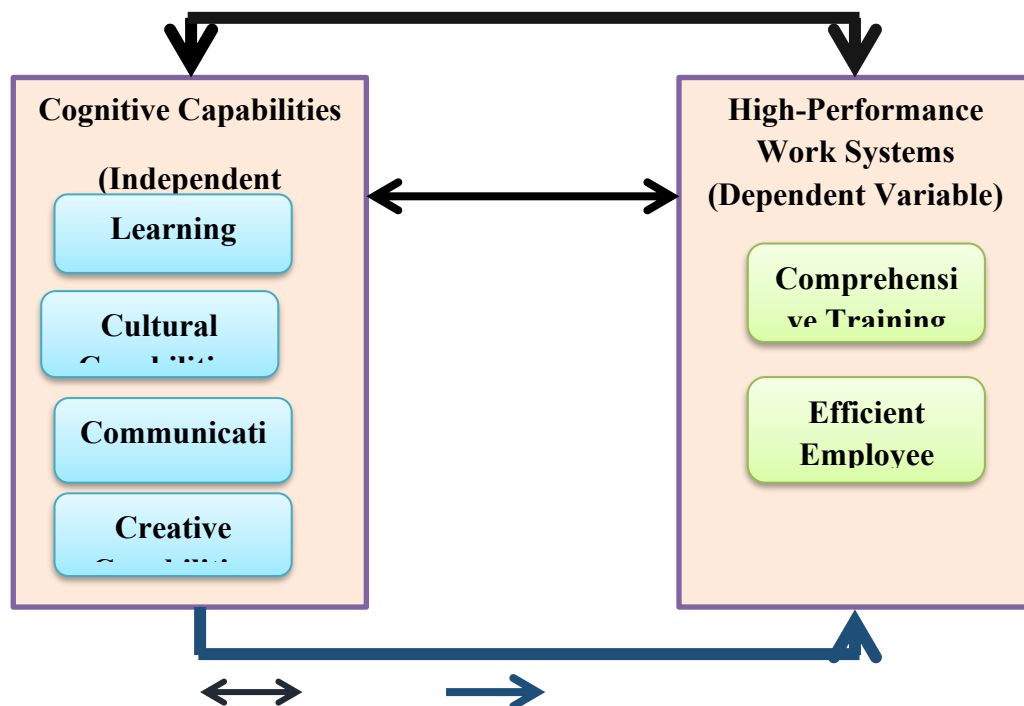 Cognitive Capabilities
(Independent
Learning
Cultural
Communicati
Creative
High-Performance
Work Systems
(Dependent Variable)
Comprehensi
ve Training
Efficient
Employee